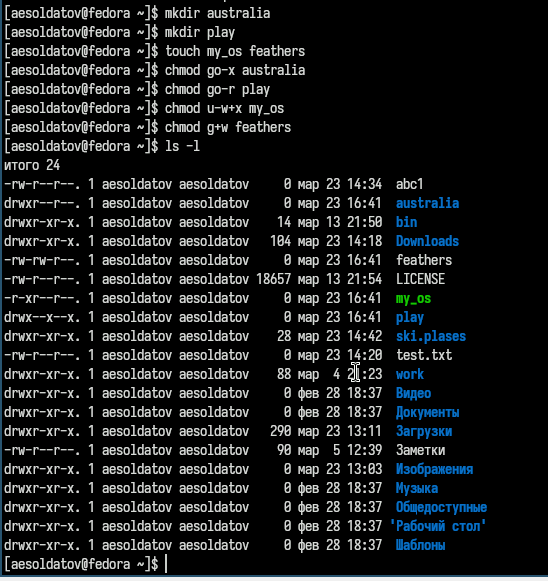 [aesoldatov@fedora ~]$ mkdir australia
[aesoldatov@fedora ~]$ mkdir play
[aesoldatov@fedora ~]$ touch my_os feathers
[aesoldatov@fedora ~]$ chmod go-x australia
[aesoldatov@fedora ~]$ chmod go-r play
[aesoldatov@fedora ~]$ chmod u-w+x my_os
[aesoldatov@fedora ~]$ chmod g+w feathers
[aesoldatov@fedora ~]$ ls -l
итого 24
-rw-r--r--. 1 aesoldatov aesoldatov 0 мар 23 14:34 abc1
drwxr--r--. 1 aesoldatov aesoldatov 0 мар 23 16:41 australia
drwxr-xr-x. 1 aesoldatov aesoldatov 14 мар 13 21:50 bin
drwxr-xr-x. 1 aesoldatov aesoldatov 104 мар 23 14:18 Downloads
-rw-rw-r--. 1 aesoldatov aesoldatov 0 мар 23 16:41 feathers
-rw-r--r--. 1 aesoldatov aesoldatov 18657 мар 13 21:54 LICENSE
-r-xr--r--. 1 aesoldatov aesoldatov 0 мар 23 16:41 my_os
drwx--x--x. 1 aesoldatov aesoldatov 0 мар 23 16:41 play
drwxr-xr-x. 1 aesoldatov aesoldatov 28 мар 23 14:42 ski.plases
-rw-r--r--. 1 aesoldatov aesoldatov 0 мар 23 14:20 test.txt
drwxr-xr-x. 1 aesoldatov aesoldatov 88 мар 4 work
drwxr-xr-x. 1 aesoldatov aesoldatov 0 фев 28 18:37 Видео
drwxr-xr-x. 1 aesoldatov aesoldatov 0 фев 28 18:37 Документы
drwxr-xr-x. 1 aesoldatov aesoldatov 290 мар 23 13:11 Загрузки
-rw-r--r--. 1 aesoldatov aesoldatov 90 мар 5 12:39 Заметки
drwxr-xr-x. 1 aesoldatov aesoldatov 0 мар 23 13:03 Изображения
drwxr-xr-x. 1 aesoldatov aesoldatov 0 фев 28 18:37 Музыка
drwxr-xr-x. 1 aesoldatov aesoldatov 0 фев 28 18:37 Общедоступные
drwxr-xr-x. 1 aesoldatov aesoldatov 0 фев 28 18:37 'Рабочий стол'
drwxr-xr-x. 1 aesoldatov aesoldatov 0 фев 28 18:37 Шаблоны
[aesoldatov@fedora ~]$